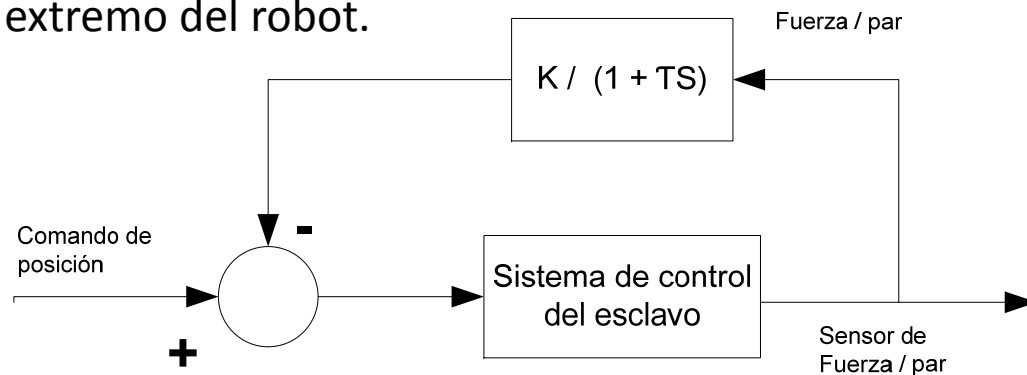 extremo del robot.
Fuerza / par
K / (1 + TS)
-
Comando de
posición
+
Sistema de control
del esclavo
Sensor de
Fuerza / par